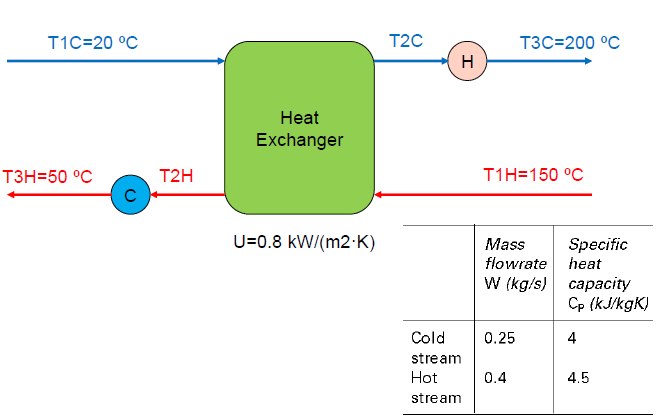 T1C=20 ºC
T2C
T3C=200 ºC
H
Heat
Exchanger
T3H=50 ºC
T2H
T1H=150 ºC
C
U=0.8 kW/(m2·K)
Mass
flowrate
W (kg/s)
Specific
heat
capacity
CP (kJ/kgK)
Cold
stream
0.25
4
Hot
stream
0.4
4.5